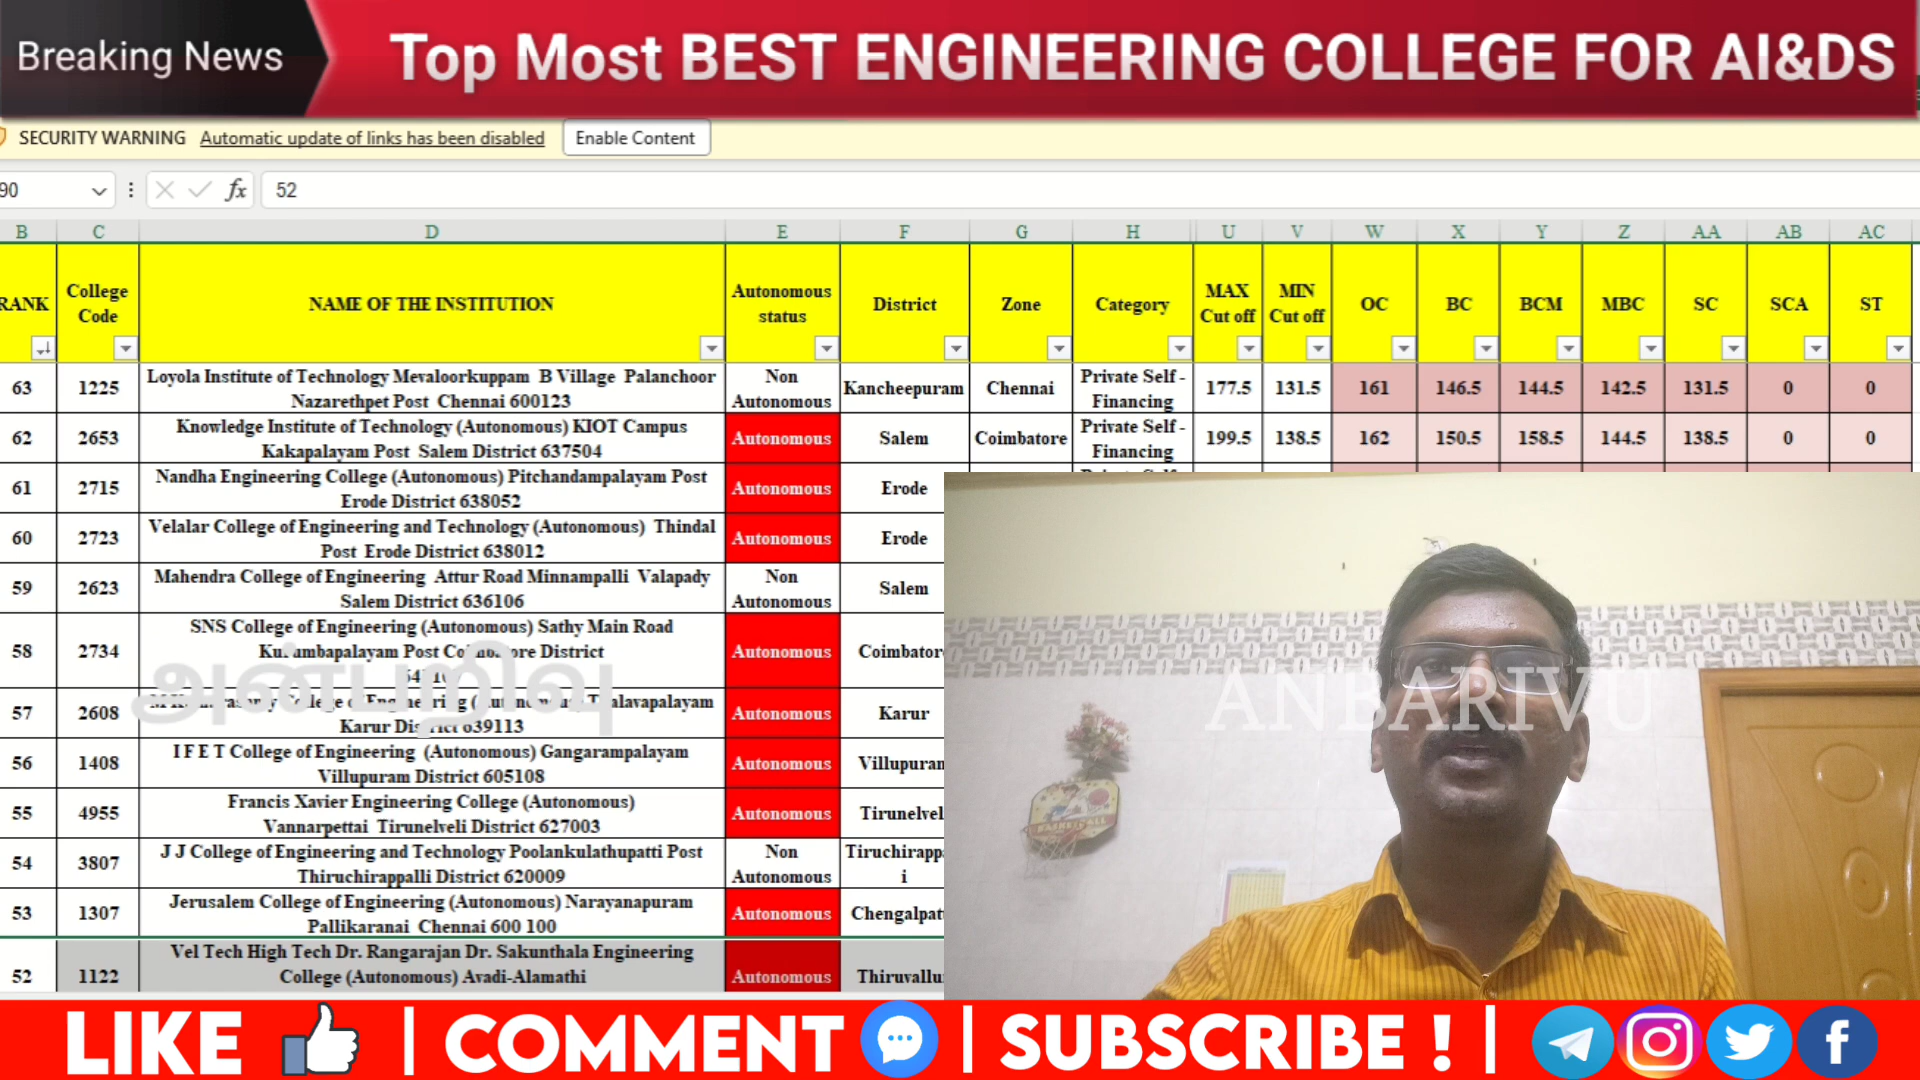 Breaking News
Top Most BEST ENGINEERING COLLEGE FOR AI&DS
SECURITY WARNING Automatic update of links has been disabled Enable Content
90 fx 52
B C D E F G H U V W X Y Z AA AB AC
RANK College Code NAME OF THE INSTITUTION Autonomous status District Zone Category MAX Cut off MIN Cut off OC BC BCM MBC SC SCA ST
63 1225 Loyola Institute of Technology Mevaloorkuppam B Village Palanchoor Nazarethpet Post Chennai 600123 Non Autonomous Kancheepuram Chennai Private Self - Financing 177.5 131.5 161 146.5 144.5 142.5 131.5 0 0
62 2653 Knowledge Institute of Technology (Autonomous) KIOT Campus Kakapalayam Post Salem District 637504 Autonomous Salem Coimbatore Private Self - Financing 199.5 138.5 162 150.5 158.5 144.5 138.5 0 0
61 2715 Nandha Engineering College (Autonomous) Pitchandampalayam Post Erode District 638052 Autonomous Erode
60 2723 Velalar College of Engineering and Technology (Autonomous) Thindal Post Erode District 638012 Autonomous Erode
59 2623 Mahendra College of Engineering Attur Road Minnampalli Valapady Salem District 636106 Non Autonomous Salem
58 2734 SNS College of Engineering (Autonomous) Sathy Main Road Post District Autonomous Coimbator
57 2608 Karur Autonomous Karur
56 1408 I F E T College of Engineering (Autonomous) Gangarampalayam Villupuram District 605108 Autonomous Villupuram
55 4955 Francis Xavier Engineering College (Autonomous) Vannarpettai Tirunelveli District 627003 Autonomous Tirunelvel
54 3807 J J College of Engineering and Technology Poolankulathupatti Post Thiruchirappalli District 620009 Non Autonomous Tiruchirapp i
53 1307 Jerusalem College of Engineering (Autonomous) Narayanapuram Pallikaranai Chennai 600 100 Autonomous Chengalpat
52 1122 Vel Tech High Tech Dr. Rangarajan Dr. Sakunthala Engineering College (Autonomous) Avadi-Alamathi Autonomous Thiruvallu
அன்பறிவு
ANBARIVU
BASKETBALL
LIKE | COMMENT | SUBSCRIBE ! |